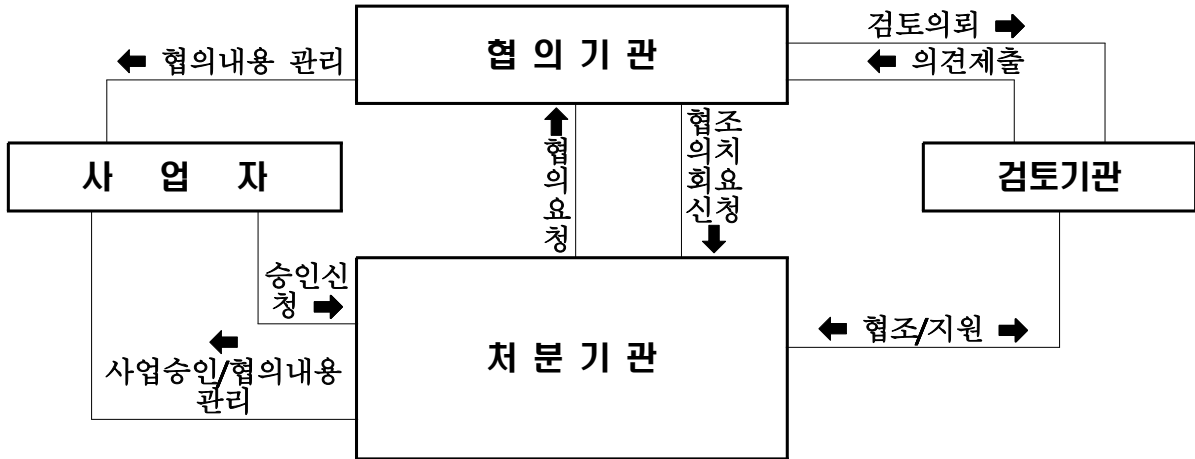 협 의 기 관
검토의뢰 ➡
⬅ 의견제출
⬅ 협의내용 관리
사 업 자
검토기관
⬆
협
의
요
청
협조
의치
회요
신청
⬇
승인신
청 ➡
⬅
사업승인/협의내용
관리
처 분 기 관
⬅ 협조/지원 ➡